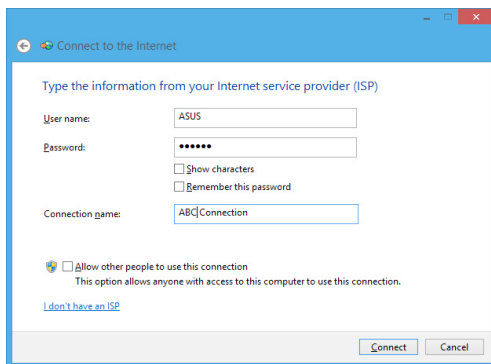 Connect to the Internet
Type the information from your Internet service provider (ISP)
User name: ASUS
Password: ••••••
Show characters
Remember this password
Connection name: ABC Connection
Allow other people to use this connection
This option allows anyone with access to this computer to use this connection.
I don't have an ISP
Connect Cancel